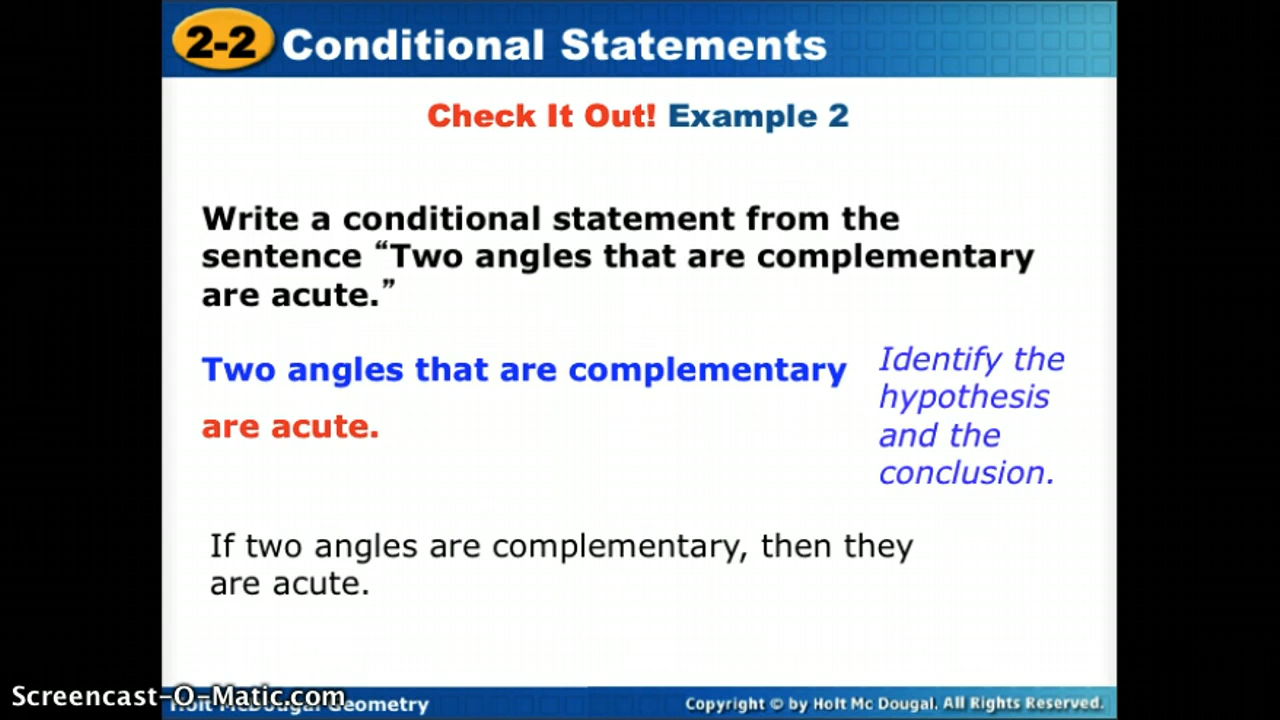 2-2 Conditional Statements
Check It Out! Example 2
Write a conditional statement from the
sentence “Two angles that are complementary
are acute.”
Two angles that are complementary
are acute.
Identify the
hypothesis
and the
conclusion.
If two angles are complementary, then they
are acute.
Screencast-O-Matic.com
Holt McDougal Geometry
Copyright © by Holt Mc Dougal. All Rights Reserved.